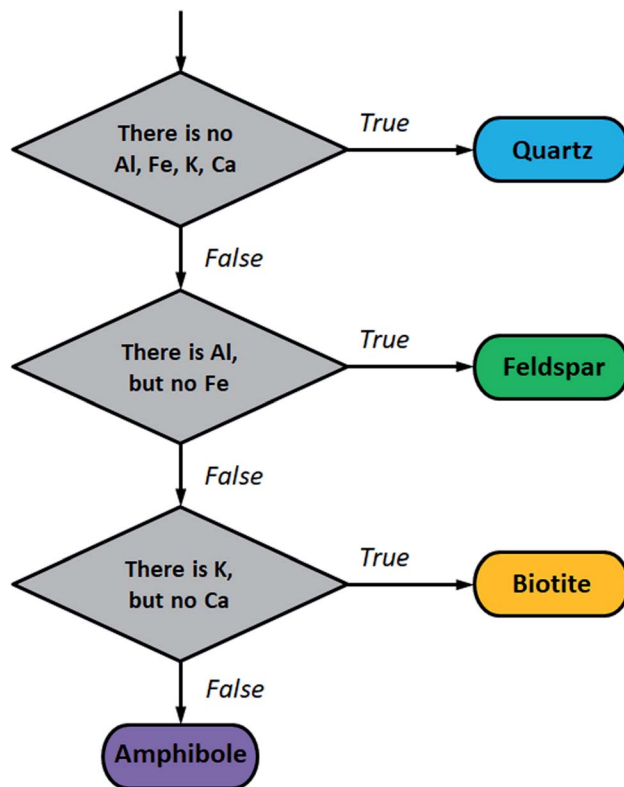 There is no
Al, Fe, K, Ca
True
Quartz
False
There is Al,
but no Fe
True
Feldspar
False
There is K,
but no Ca
True
Biotite
False
Amphibole